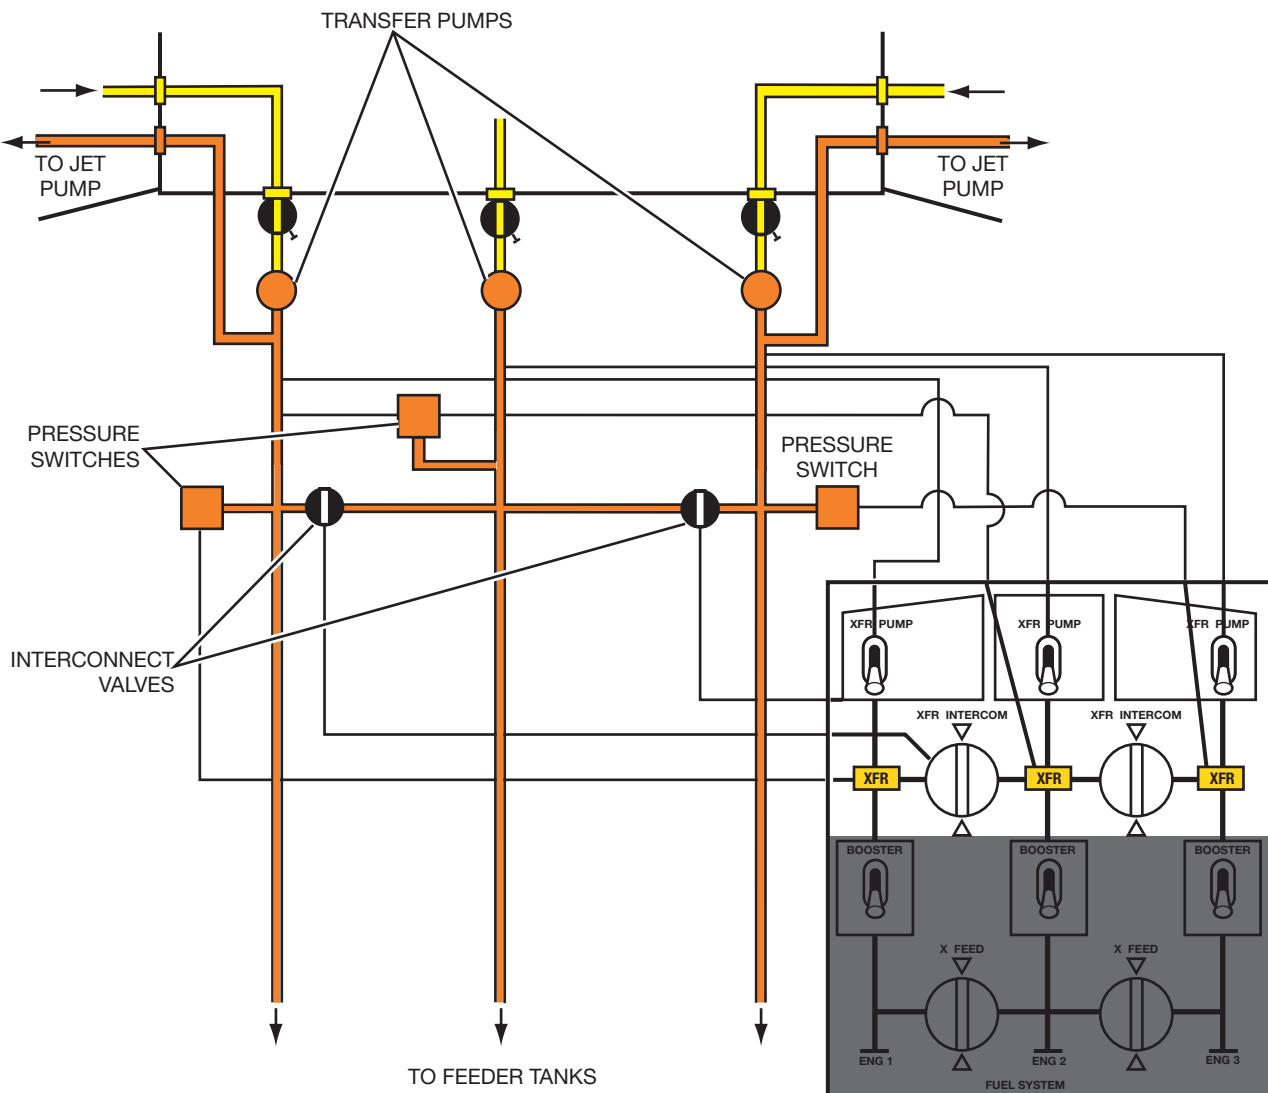 TRANSFER PUMPS
TO JET
PUMP
TO JET
PUMP
PRESSURE
SWITCHES
PRESSURE
SWITCH
INTERCONNECT
VALVES
XFR PUMP
XFR PUMP
XFR PUMP
XFR INTERCOM
XFR INTERCOM
XFR
XFR
XFR
BOOSTER
BOOSTER
BOOSTER
X FEED
X FEED
ENG 1
ENG 2
ENG 3
FUEL SYSTEM
TO FEEDER TANKS